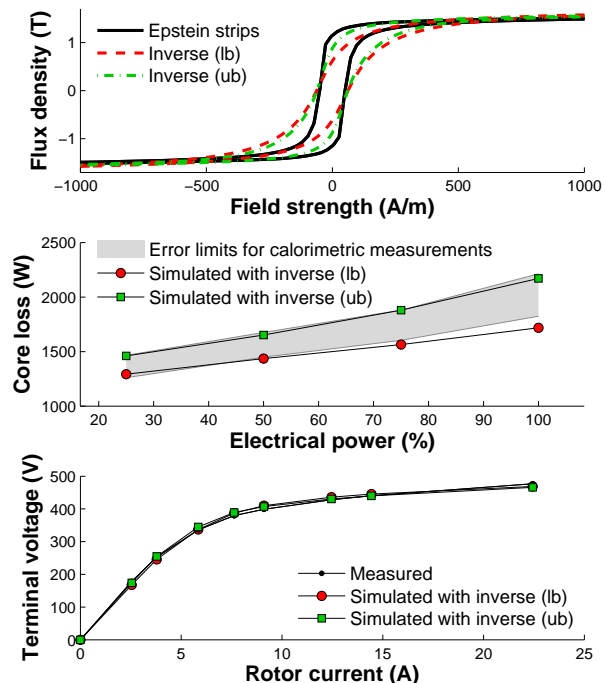 Flux density (T)
1
0
−1
Epstein strips
Inverse (lb)
Inverse (ub)
−1000 −500 0 500 1000
Field strength (A/m)
Core loss (W)
2500
2000
1500
1000
Error limits for calorimetric measurements
Simulated with inverse (lb)
Simulated with inverse (ub)
20 30 40 50 60 70 80 90 100
Electrical power (%)
Terminal voltage (V)
500
400
300
200
100
0
Measured
Simulated with inverse (lb)
Simulated with inverse (ub)
0 5 10 15 20 25
Rotor current (A)